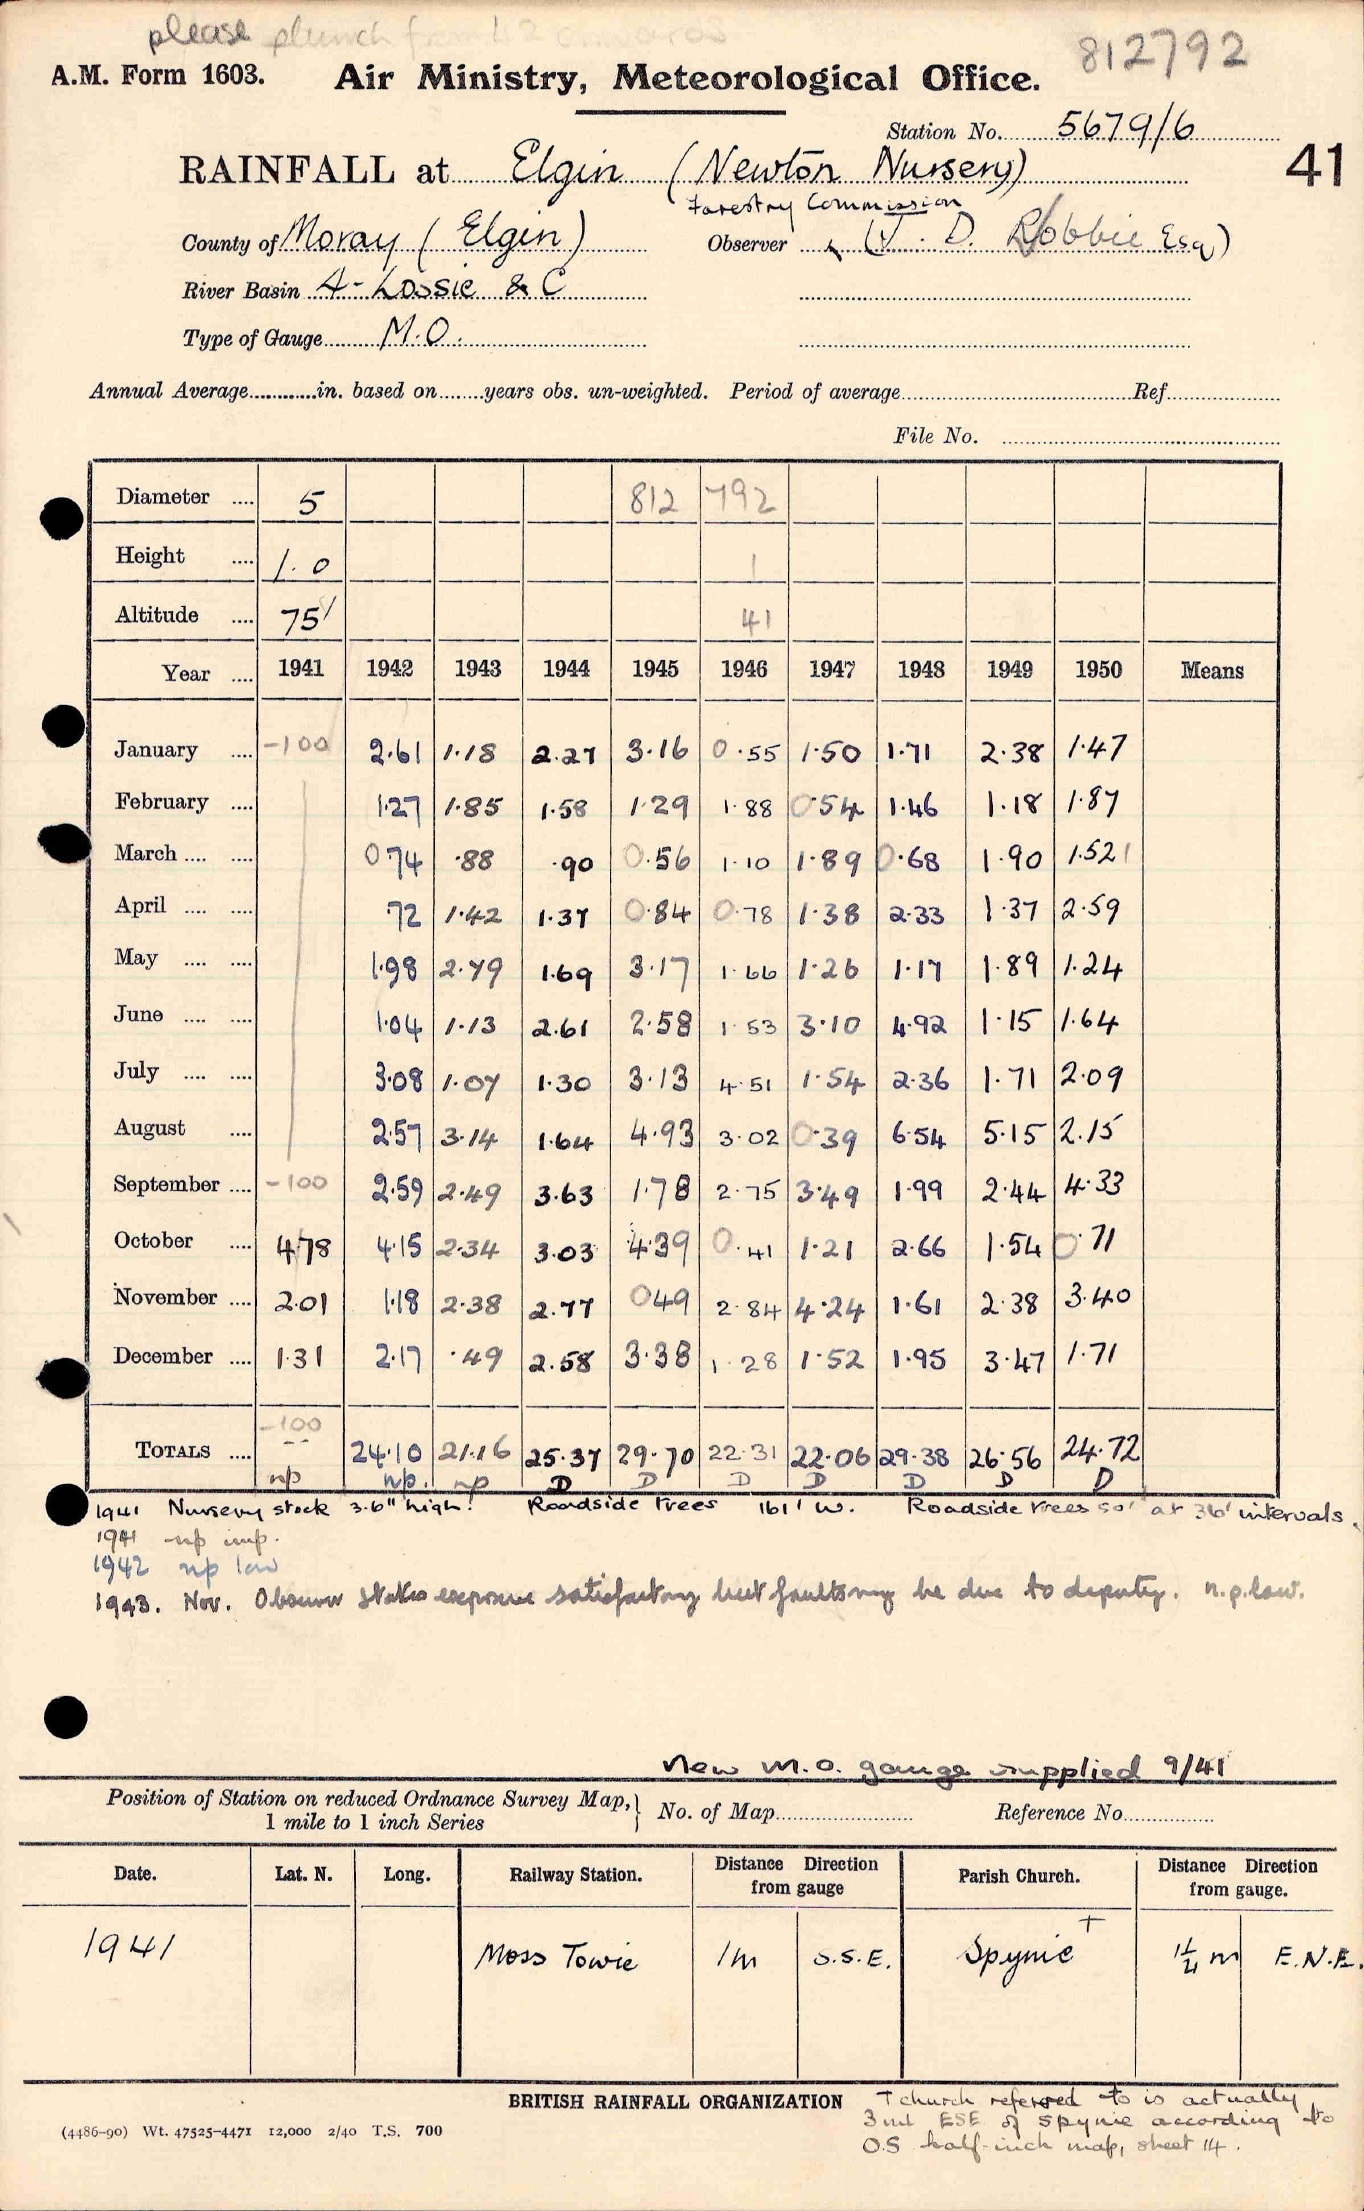 please plunch from 42 onwards
812792
A.M. Form 1603. Air Ministry, Meteorological Office.
Station No. 5679/6
41
RAINFALL at Elgin (Newton Nursery)
Forestry Commission
County of Moray (Elgin) Observer (J. D. Robbie Esq)
River Basin A - Lossie & C
Type of Gauge M.O.
Annual Average............in. based on........years obs. un-weighted. Period of average Ref.
File No.
Diameter .... 5 812 792
Height .... 1.0 1
Altitude .... 75' 41
Year .... 1941 1942 1943 1944 1945 1946 1947 1948 1949 1950 Means
January .... -100 2.61 1.18 2.27 3.16 0.55 1.50 1.71 2.38 1.47
February .... 1.27 1.85 1.58 1.29 1.88 0.54 1.46 1.18 1.87
March .... .... 0 74 .88 .90 0.56 1.10 1.89 0.68 1.90 1.52
April .... .... 72 1.42 1.37 0.84 0.78 1.38 2.33 1.37 2.59
May .... .... 1.98 2.79 1.69 3.17 1.66 1.26 1.17 1.89 1.24
June .... .... 1.04 1.13 2.61 2.58 1.53 3.10 4.92 1.15 1.64
July .... .... 3.08 1.07 1.30 3.13 4.51 1.54 2.36 1.71 2.09
August .... 2.57 3.14 1.64 4.93 3.02 0.39 6.54 5.15 2.15
September .... -100 2.59 2.49 3.63 1.78 2.75 3.49 1.99 2.44 4.33
October .... 4.78 4.15 2.34 3.03 4.39 0.41 1.21 2.66 1.54 0.71
November .... 2.01 1.18 2.38 2.77 0 49 2.84 4.24 1.61 2.38 3.40
December .... 1.31 2.17 .49 2.58 3.38 1.28 1.52 1.95 3.47 1.71
-100
TOTALS .... -- 24.10 21.16 25.37 29.70 22.31 22.06 29.38 26.56 24.72
np np. np D D D D D D D
1941 Nursery stock 3.6" high. Roadside trees 161' W. Roadside trees 50' at 36' intervals.
1941 np imp.
1942 np low
1943. Nov. Observer states exposure satisfactory but faults may be due to deputy. n.p. low.
New M.O. gauge supplied 9/41
Position of Station on reduced Ordnance Survey Map, 1 mile to 1 inch Series No. of Map Reference No.
Date. Lat. N. Long. Railway Station. Distance Direction from gauge Parish Church. Distance Direction from gauge.
1941 Moss Towie 1m S.S.E. Spynie + 1¼ m E.N.E.
BRITISH RAINFALL ORGANIZATION
+ church referred to is actually
3 ml ESE of Spynie according to
O.S half-inch map, sheet 14.
(4486-90) Wt. 47525-4471 12,000 2/40 T.S. 700